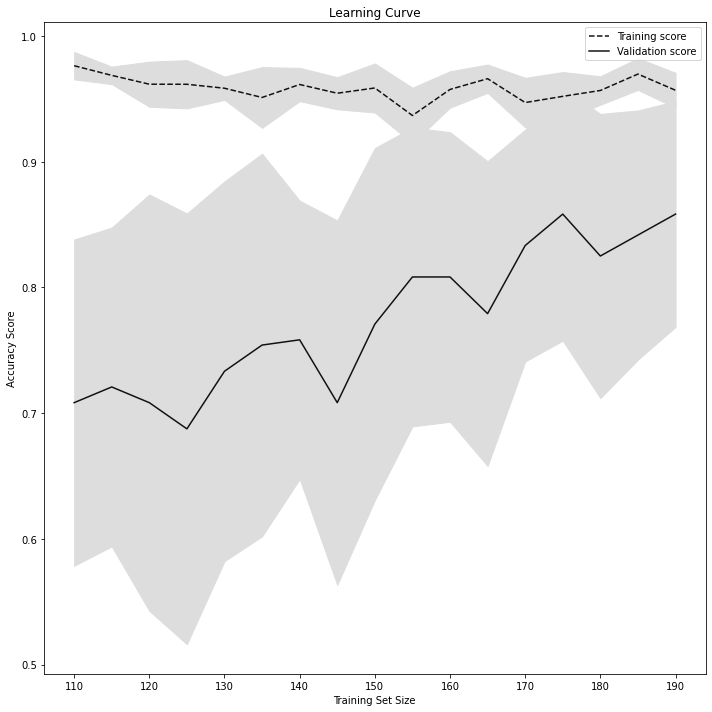 Learning Curve
Training score
Validation score
1.0
0.9
0.8
0.7
0.6
0.5
Accuracy Score
110 120 130 140 150 160 170 180 190
Training Set Size